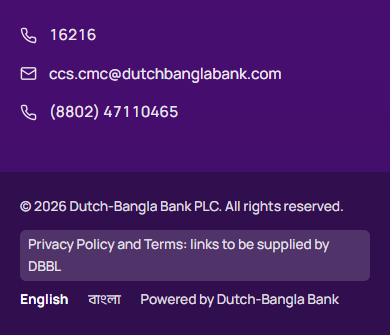 16216
ccs.cmc@dutchbanglabank.com
(8802) 47110465
© 2026 Dutch-Bangla Bank PLC. All rights reserved.
Privacy Policy and Terms: links to be supplied by
DBBL
English বাংলা Powered by Dutch-Bangla Bank